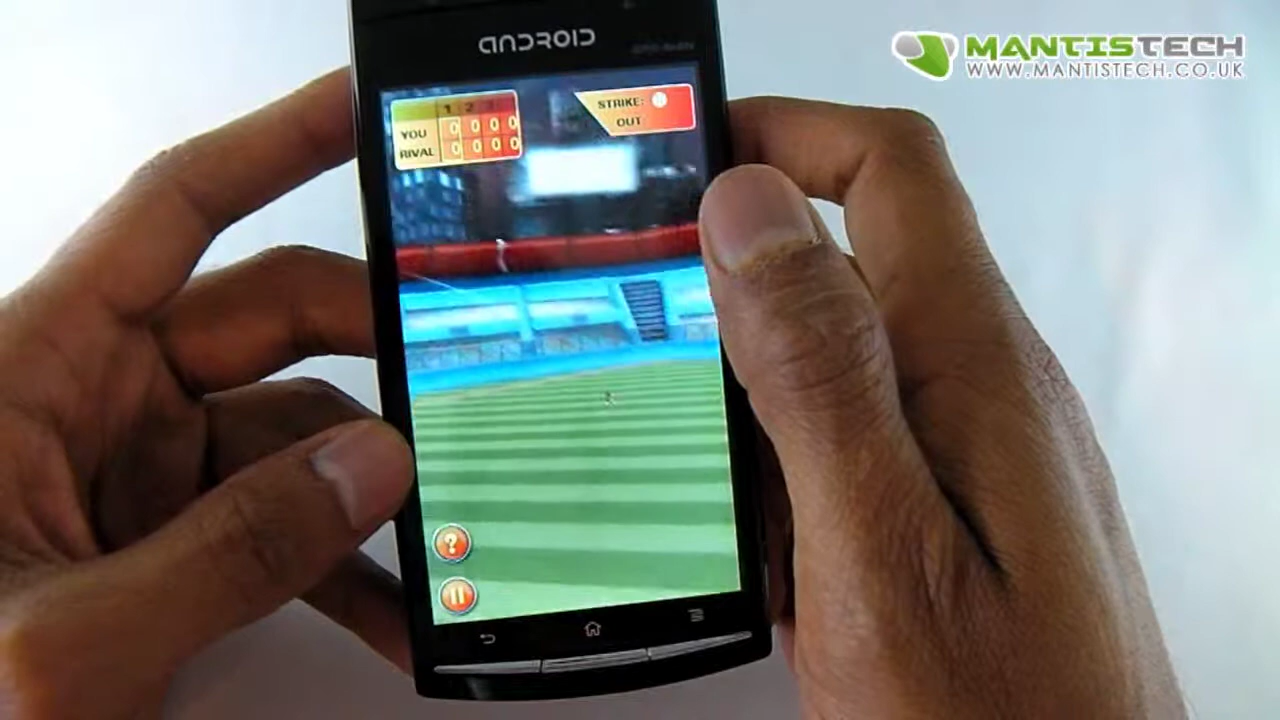 MANTISTECH
WWW.MANTISTECH.CO.UK
ANDROID
1 2 3
YOU 0 0 0 0
RIVAL 0 0 0 0
STRIKE:
OUT
?